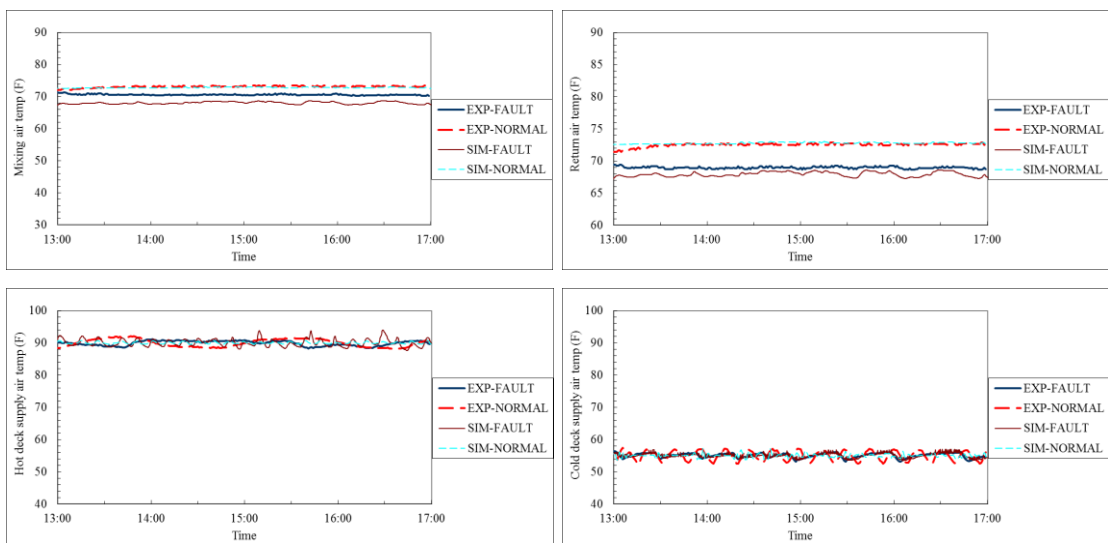 Mixing air temp (F)
90
80
70
60
50
40
30
13:00 14:00 15:00 16:00 17:00
Time
EXP-FAULT
EXP-NORMAL
SIM-FAULT
SIM-NORMAL
Return air temp (F)
90
85
80
75
70
65
60
13:00 14:00 15:00 16:00 17:00
Time
EXP-FAULT
EXP-NORMAL
SIM-FAULT
SIM-NORMAL
Hot deck supply air temp (F)
100
90
80
70
60
50
40
13:00 14:00 15:00 16:00 17:00
Time
EXP-FAULT
EXP-NORMAL
SIM-FAULT
SIM-NORMAL
Cold deck supply air temp (F)
100
90
80
70
60
50
40
13:00 14:00 15:00 16:00 17:00
Time
EXP-FAULT
EXP-NORMAL
SIM-FAULT
SIM-NORMAL